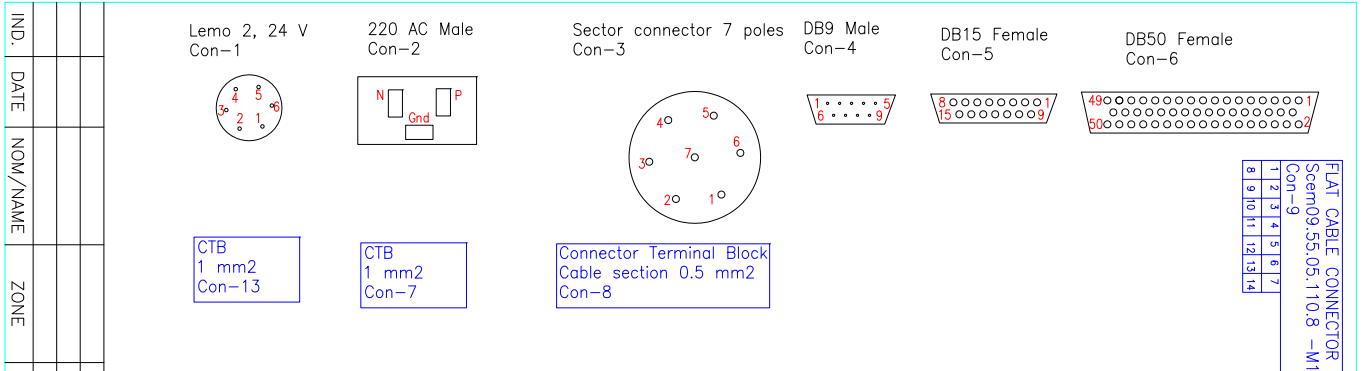 IND.
DATE
NOM/NAME
ZONE
Lemo 2, 24 V
Con-1
4 5
3 6
2 1
220 AC Male
Con-2
N P
Gnd
Sector connector 7 poles
Con-3
4 5
6
7
3
2 1
DB9 Male
Con-4
1 5
6 9
DB15 Female
Con-5
8 1
15 9
DB50 Female
Con-6
49 1
50 2
CTB
1 mm2
Con-13
CTB
1 mm2
Con-7
Connector Terminal Block
Cable section 0.5 mm2
Con-8
FLAT CABLE CONNECTOR
Scem09.55.05.110.8 -M1
Con-9
1 2 3 4 5 6 7
8 9 10 11 12 13 14